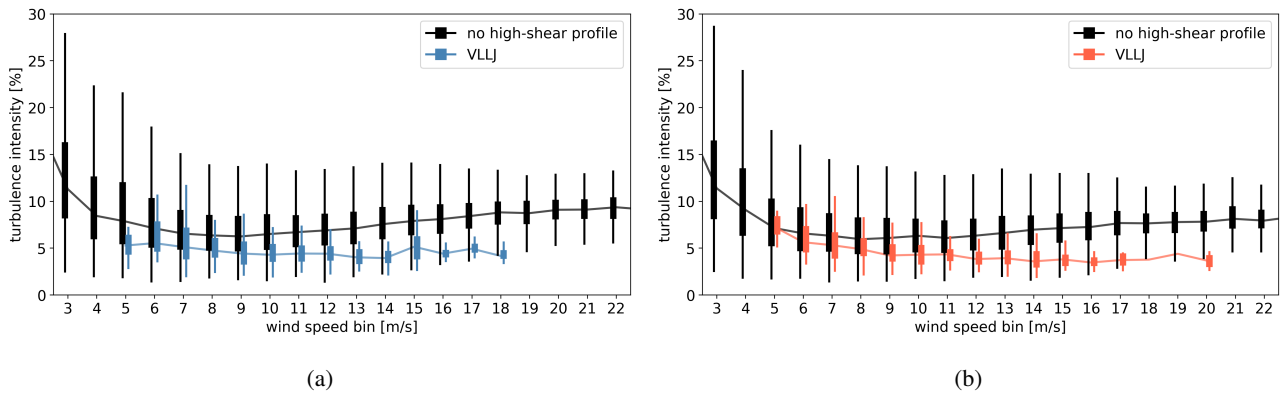 30
25
20
15
10
5
0
turbulence intensity [%]
no high-shear profile
VLLJ
3 4 5 6 7 8 9 10 11 12 13 14 15 16 17 18 19 20 21 22
wind speed bin [m/s]
(a)
30
25
20
15
10
5
0
turbulence intensity [%]
no high-shear profile
VLLJ
3 4 5 6 7 8 9 10 11 12 13 14 15 16 17 18 19 20 21 22
wind speed bin [m/s]
(b)